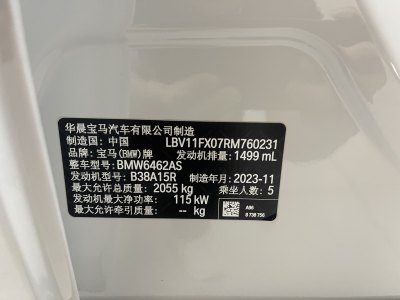 华晨宝马汽车有限公司制造
制造国：中国 LBV11FX07RM760231
品牌：宝马(BMW)牌 发动机排量：1499 mL
整车型号：BMW6462AS
发动机型号：B38A15R 制造年月：2023-11
最大允许总质量：2055 kg 乘坐人数：5
发动机最大净功率：115 kW
最大允许牵引质量：-- kg
A96
8 738 756